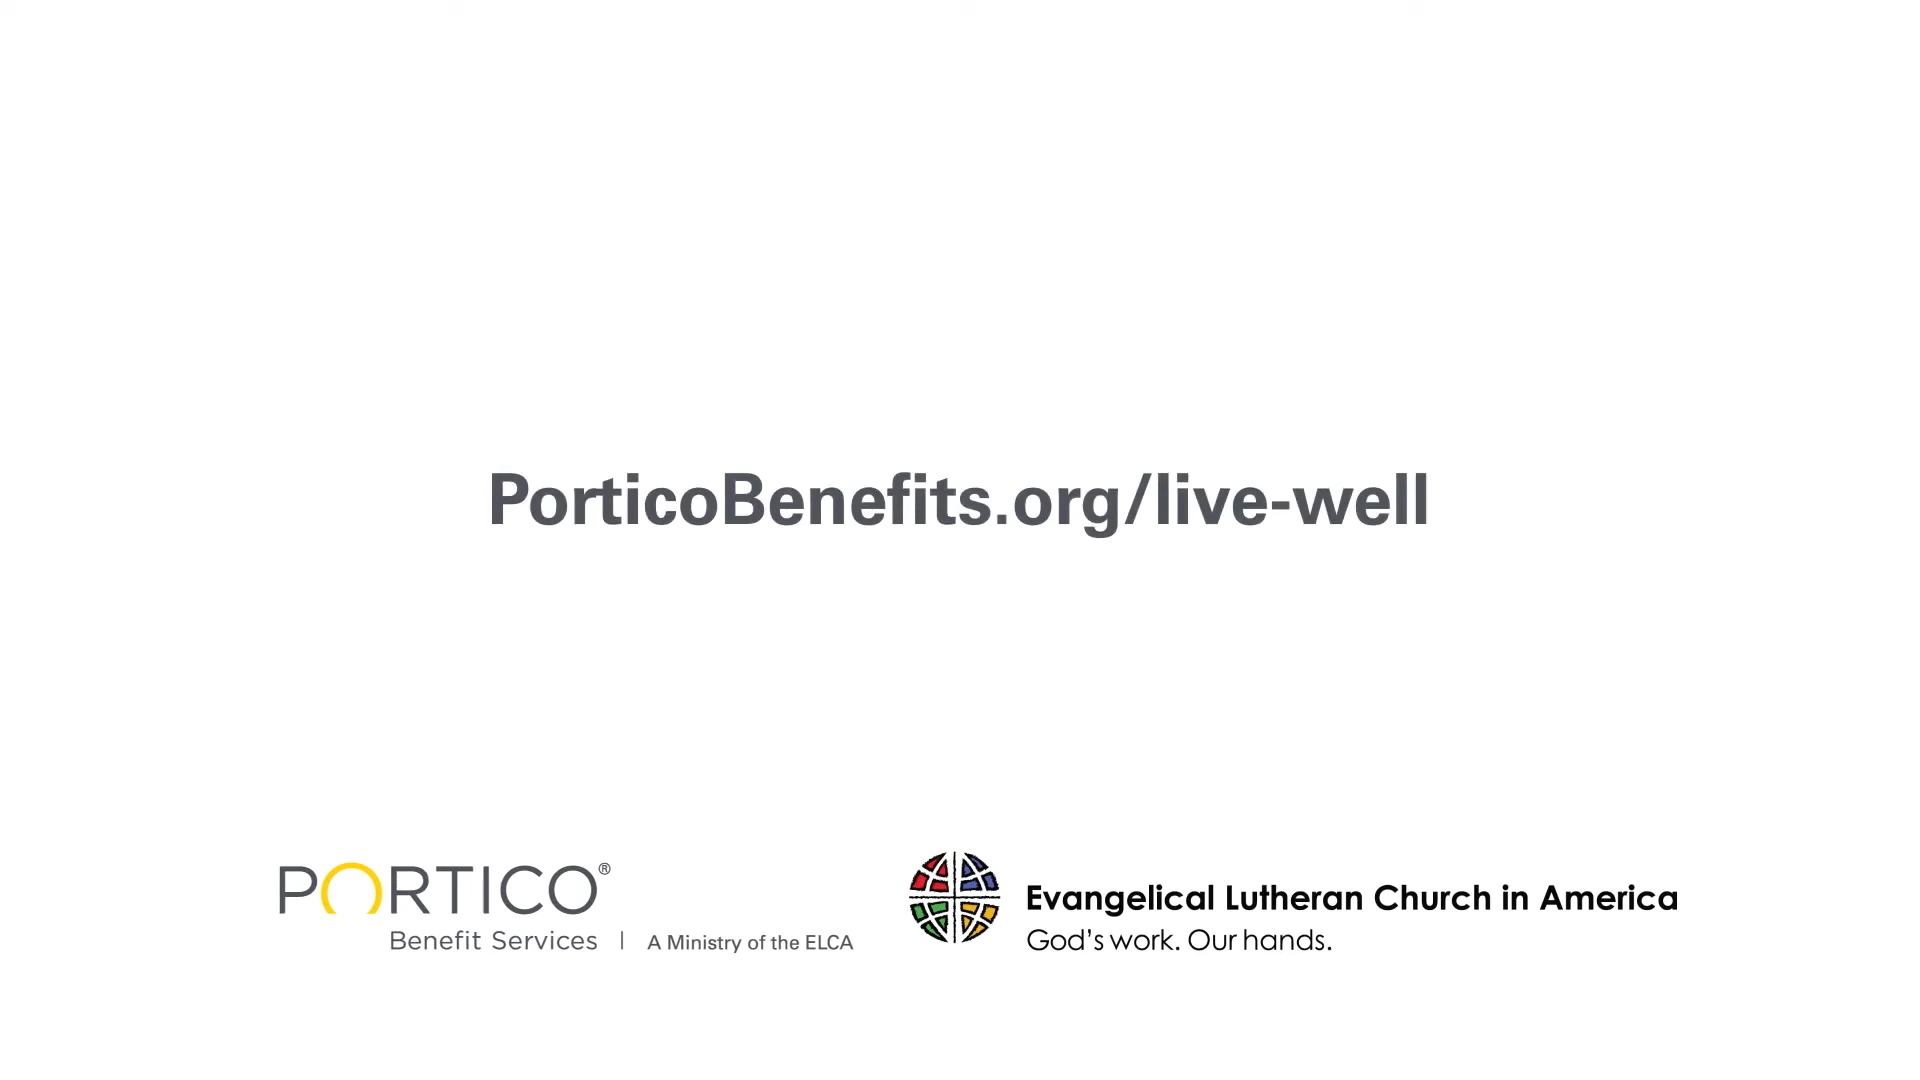 PorticoBenefits.org/live-well
PORTICO®
Benefit Services | A Ministry of the ELCA
Evangelical Lutheran Church in America
God's work. Our hands.